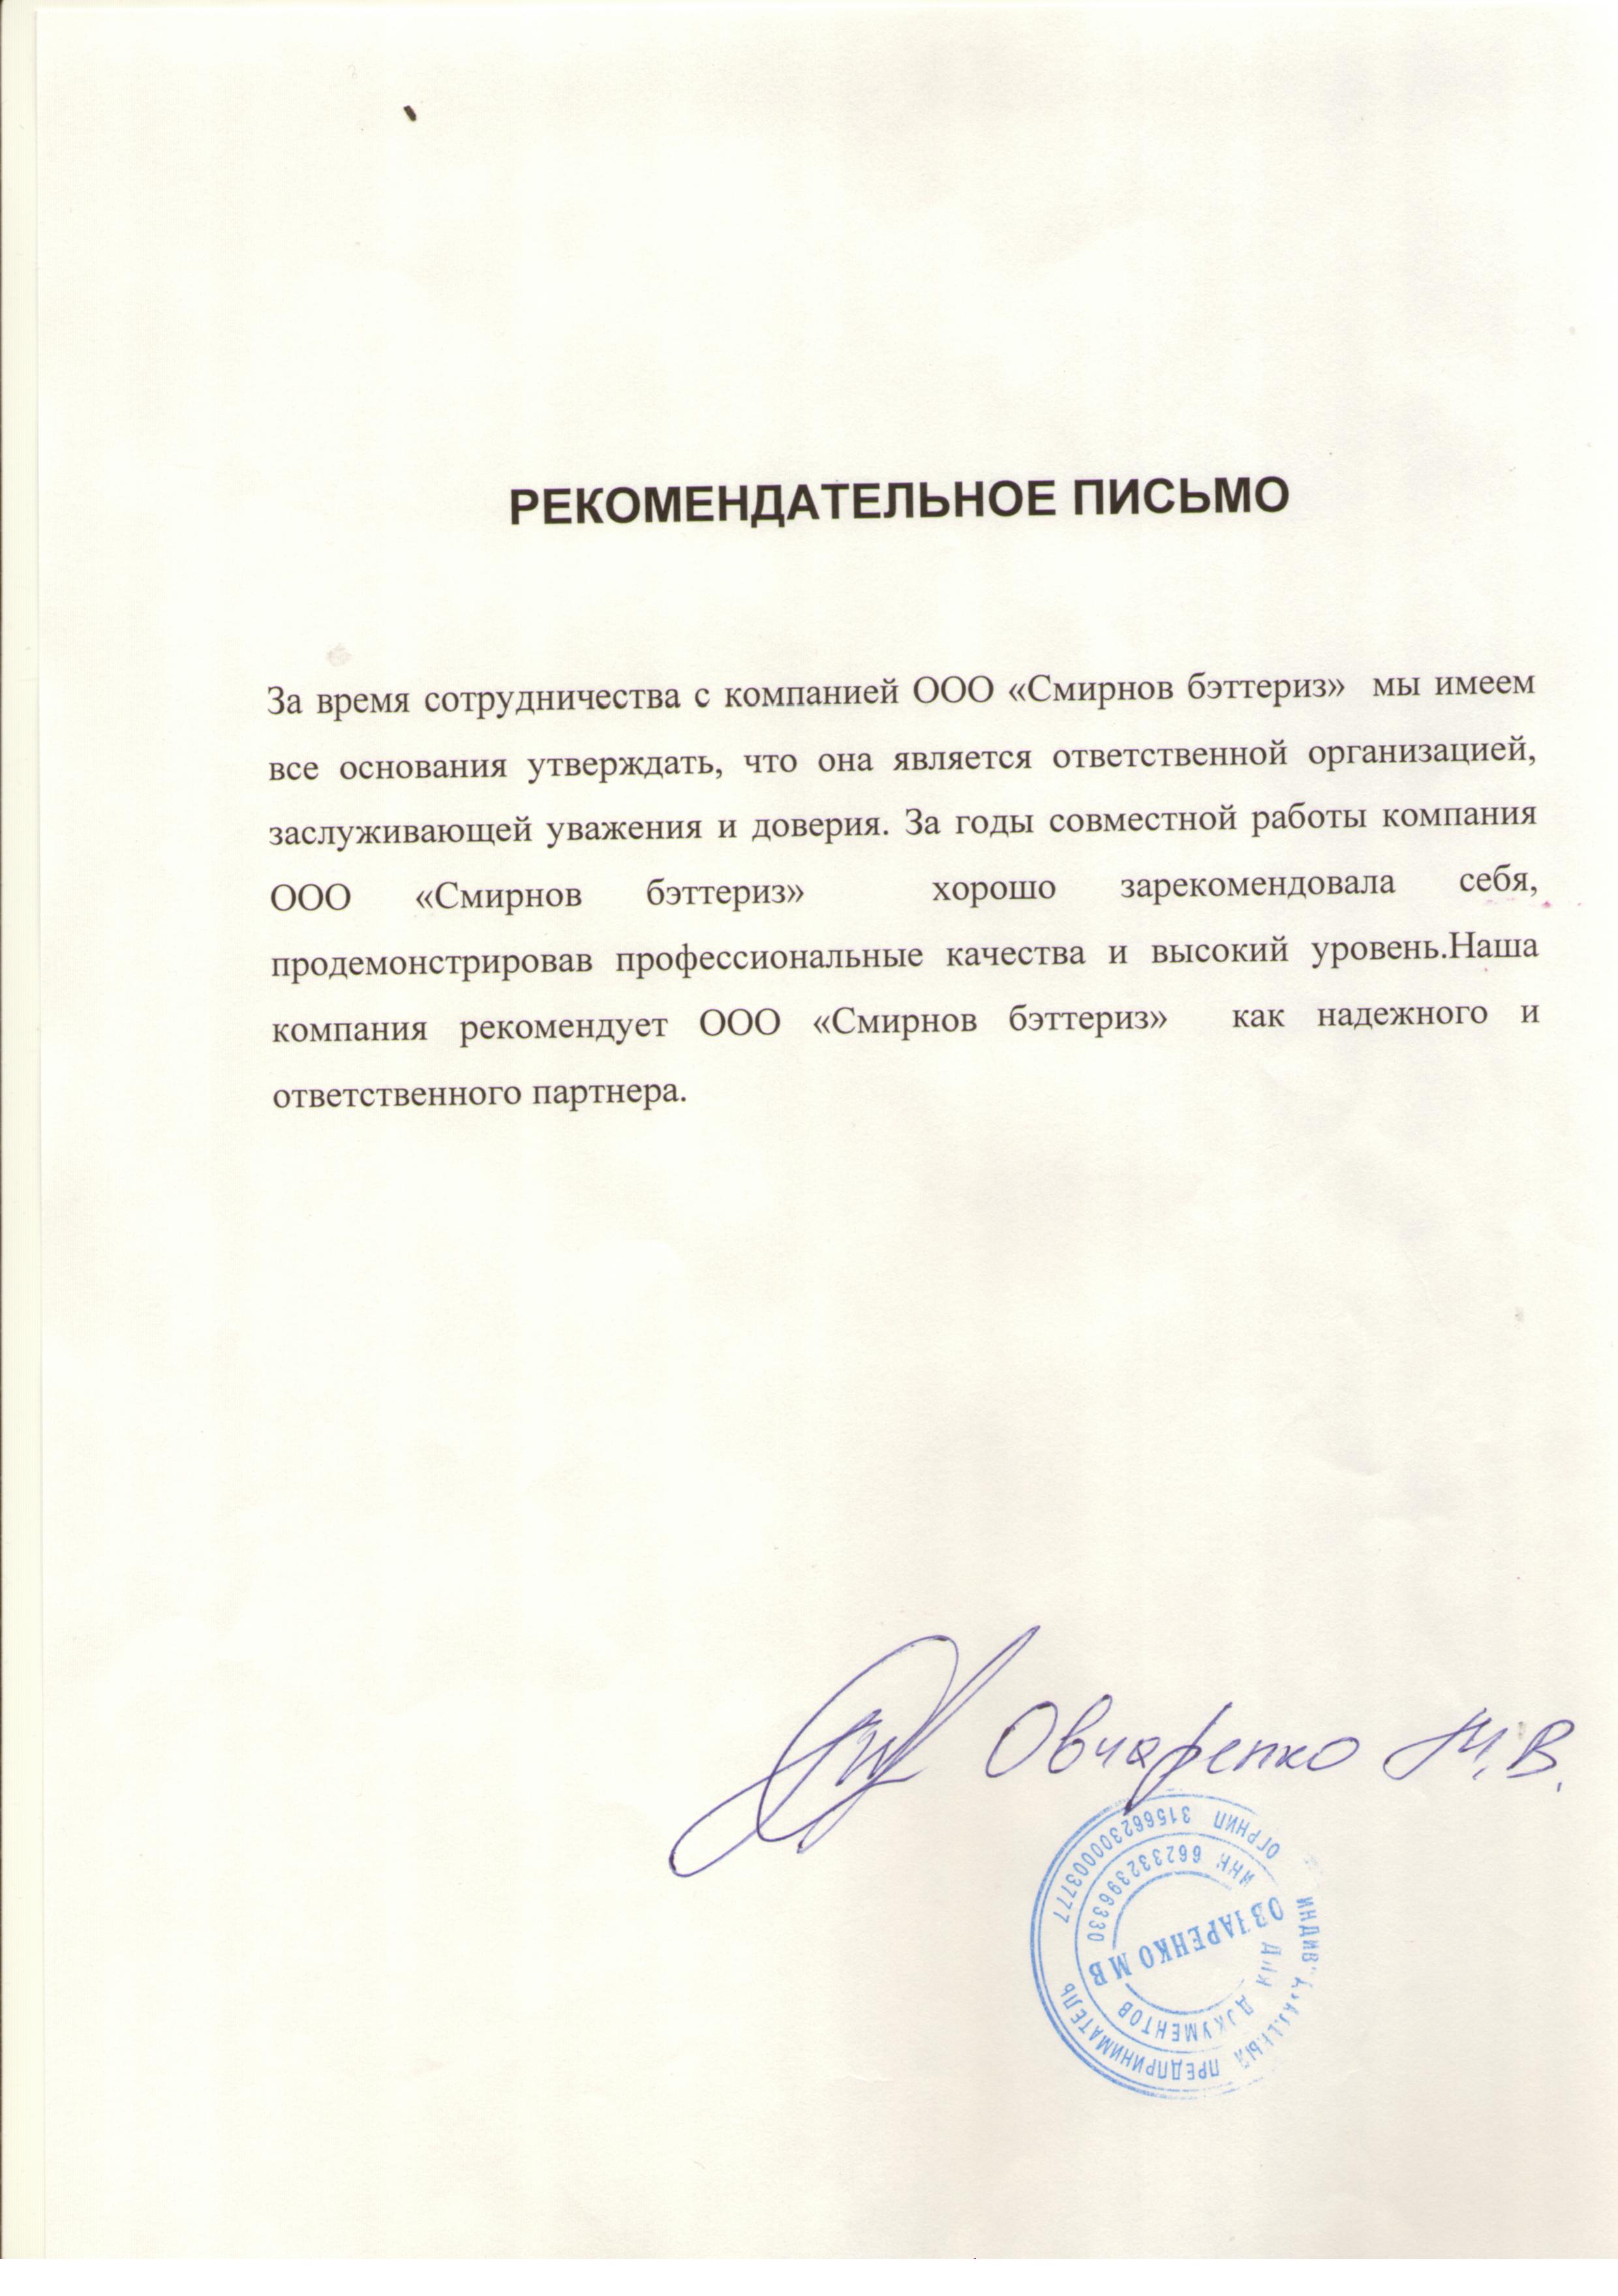 РЕКОМЕНДАТЕЛЬНОЕ ПИСЬМО
За время сотрудничества с компанией ООО «Смирнов бэттериз» мы имеем
все основания утверждать, что она является ответственной организацией,
заслуживающей уважения и доверия. За годы совместной работы компания
ООО «Смирнов бэттериз» хорошо зарекомендовала себя,
продемонстрировав профессиональные качества и высокий уровень.Наша
компания рекомендует ООО «Смирнов бэттериз» как надежного и
ответственного партнера.
Овчаренко М.В.
ИНДИВИДУАЛЬНЫЙ ПРЕДПРИНИМАТЕЛЬ
ОГРНИП 315662300003777
ИНН 662332396330
ОВЧАРЕНКО М В
ДЛЯ ДОКУМЕНТОВ